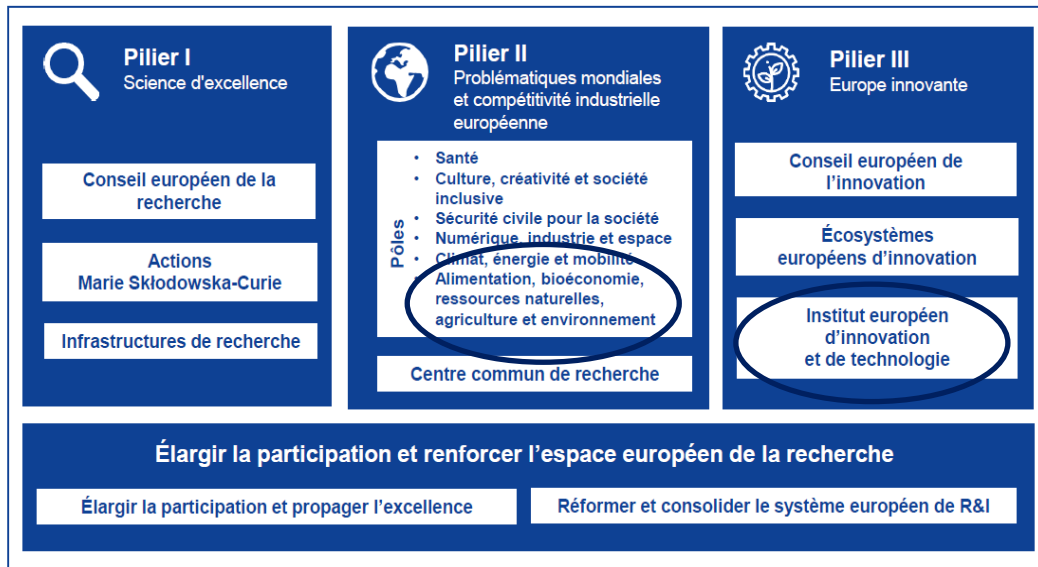 Pilier I
Science d'excellence
Conseil européen de la
recherche
Actions
Marie Skłodowska-Curie
Infrastructures de recherche
Pilier II
Problématiques mondiales
et compétitivité industrielle
européenne
Pôles
• Santé
• Culture, créativité et société
inclusive
• Sécurité civile pour la société
• Numérique, industrie et espace
• Climat, énergie et mobilité
• Alimentation, bioéconomie,
ressources naturelles,
agriculture et environnement
Centre commun de recherche
Pilier III
Europe innovante
Conseil européen de
l’innovation
Écosystèmes
européens d’innovation
Institut européen
d’innovation
et de technologie
Élargir la participation et renforcer l’espace européen de la recherche
Élargir la participation et propager l’excellence
Réformer et consolider le système européen de R&I